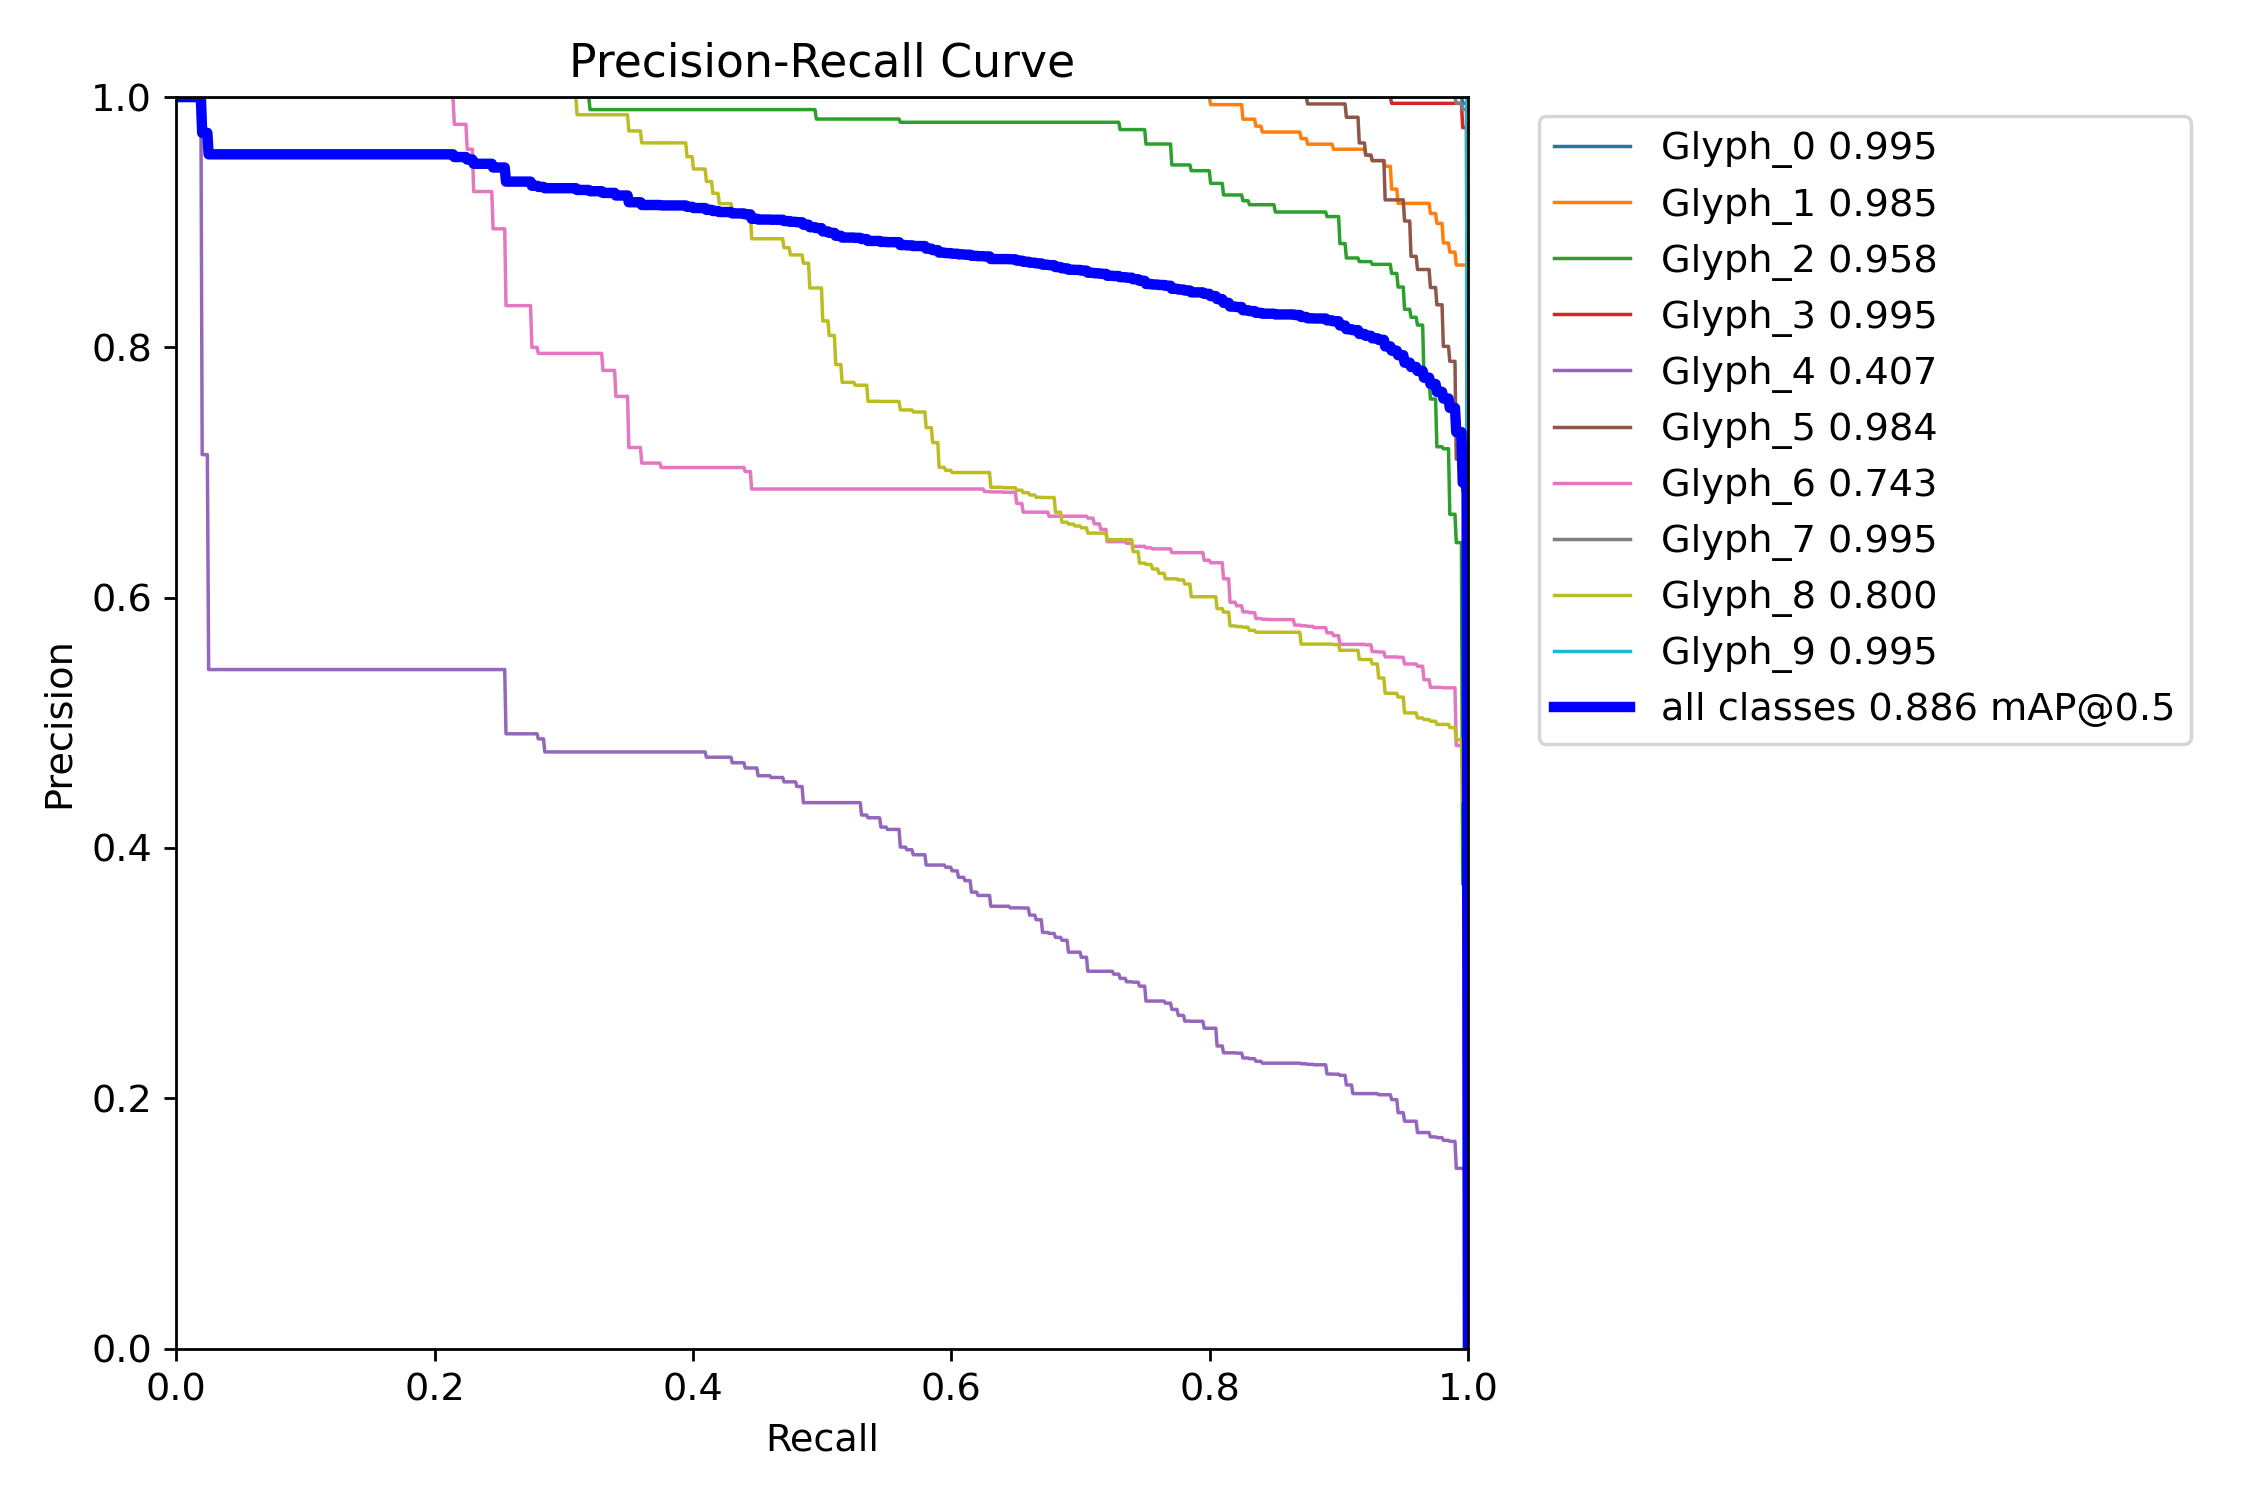 Precision-Recall Curve
1.0
0.8
0.6
0.4
0.2
0.0
Precision
0.0 0.2 0.4 0.6 0.8 1.0
Recall
Glyph_0 0.995
Glyph_1 0.985
Glyph_2 0.958
Glyph_3 0.995
Glyph_4 0.407
Glyph_5 0.984
Glyph_6 0.743
Glyph_7 0.995
Glyph_8 0.800
Glyph_9 0.995
all classes 0.886 mAP@0.5